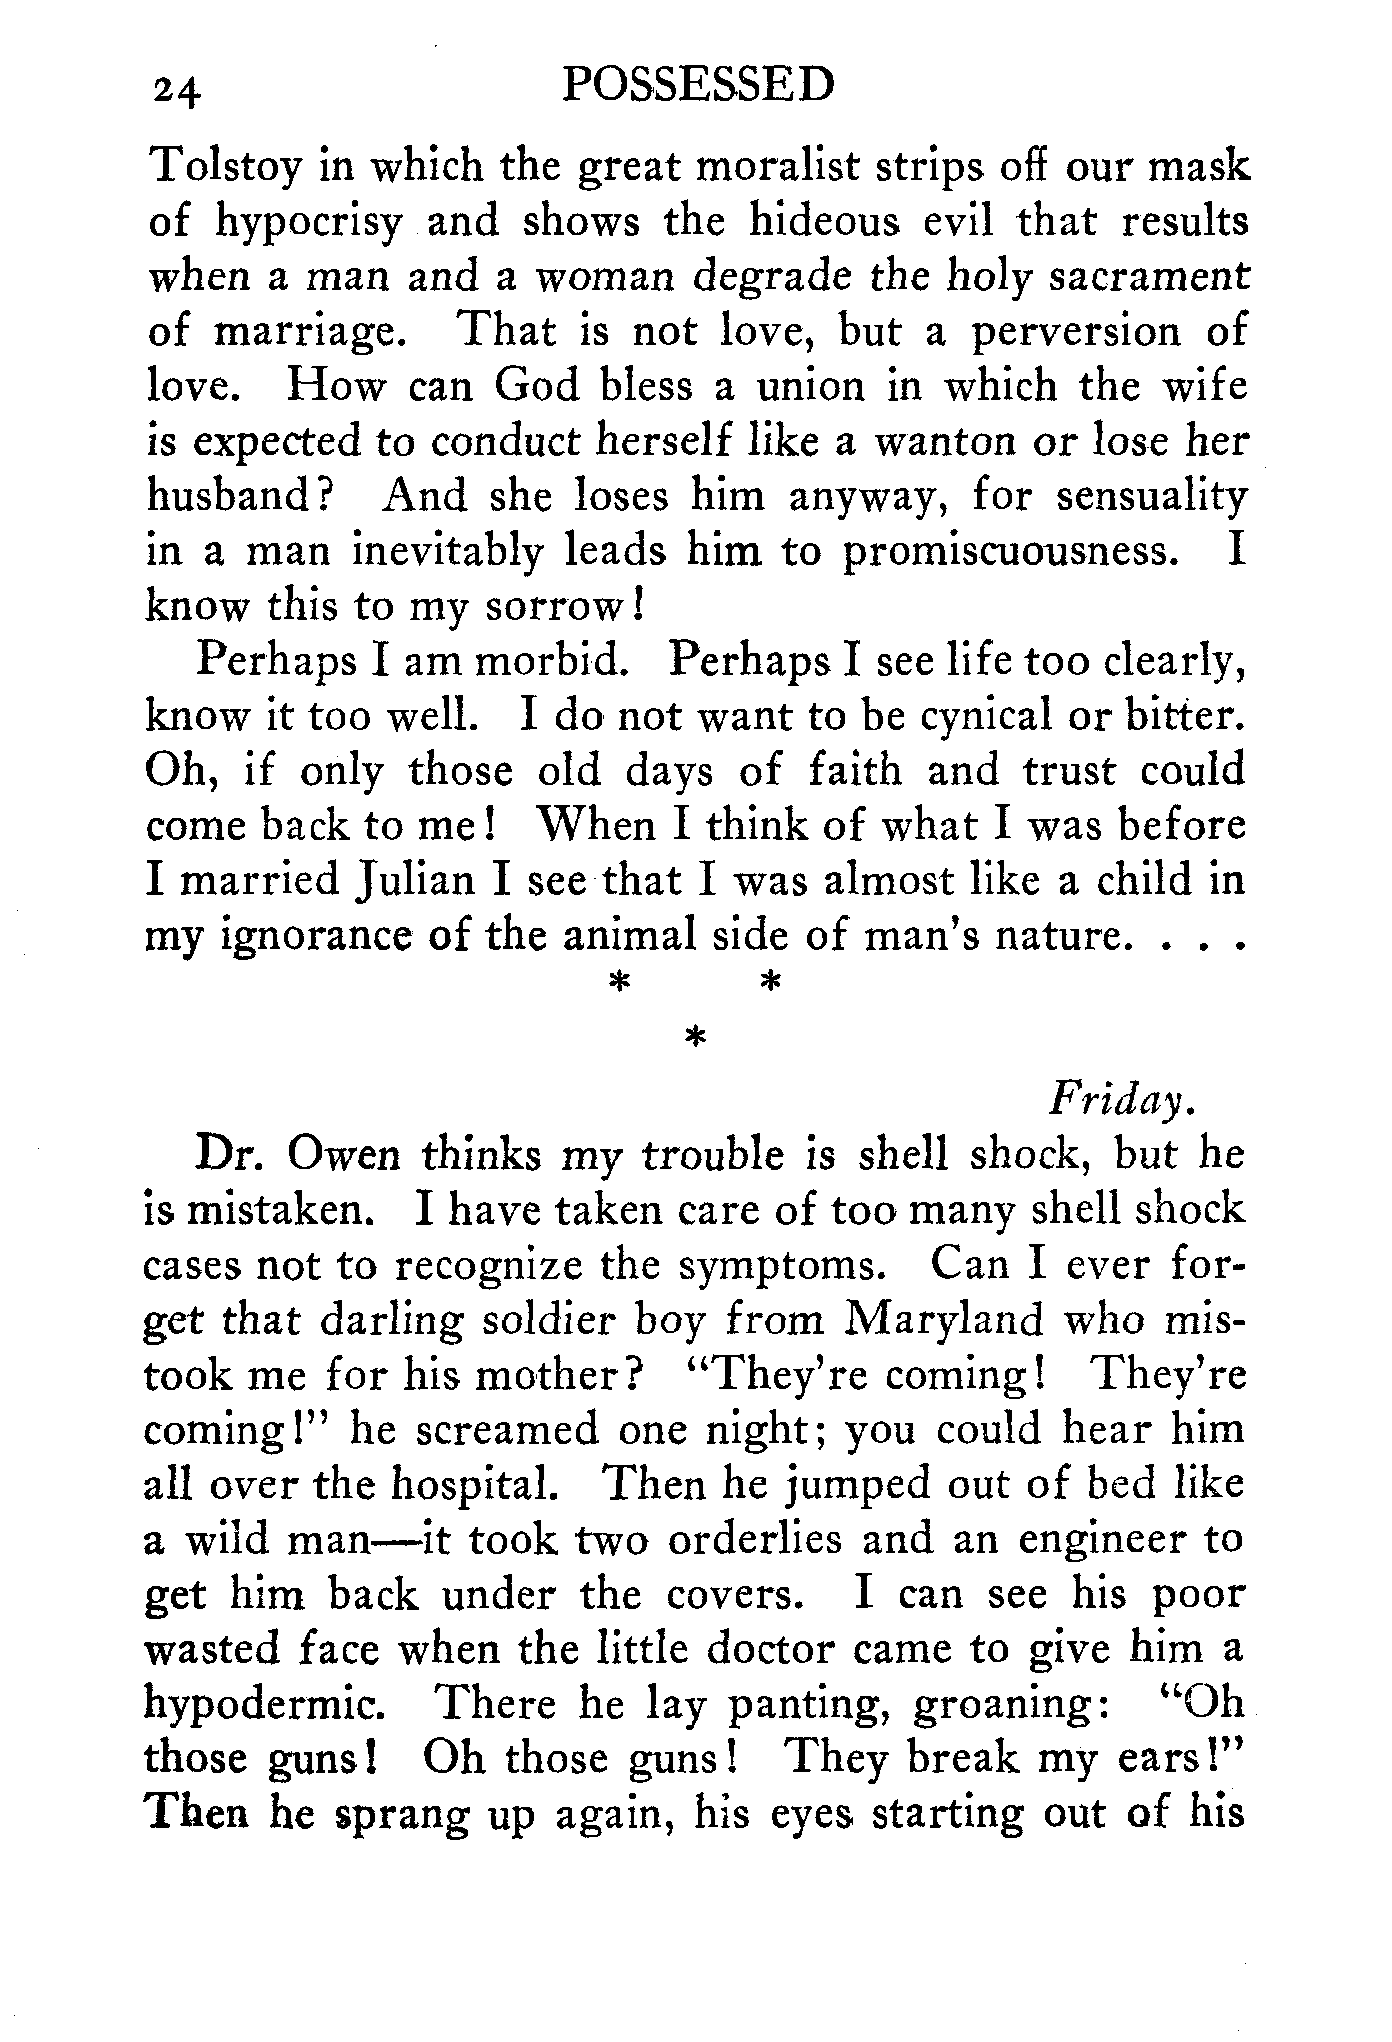 24 POSSESSED
Tolstoy in which the great moralist strips off our mask
of hypocrisy and shows the hideous evil that results
when a man and a woman degrade the holy sacrament
of marriage. That is not love, but a perversion of
love. How can God bless a union in which the wife
is expected to conduct herself like a wanton or lose her
husband? And she loses him anyway, for sensuality
in a man inevitably leads him to promiscuousness. I
know this to my sorrow!
Perhaps I am morbid. Perhaps I see life too clearly,
know it too well. I do not want to be cynical or bitter.
Oh, if only those old days of faith and trust could
come back to me! When I think of what I was before
I married Julian I see that I was almost like a child in
my ignorance of the animal side of man's nature. . . .
* *
*
Friday.
Dr. Owen thinks my trouble is shell shock, but he
is mistaken. I have taken care of too many shell shock
cases not to recognize the symptoms. Can I ever for-
get that darling soldier boy from Maryland who mis-
took me for his mother? "They're coming! They're
coming!" he screamed one night; you could hear him
all over the hospital. Then he jumped out of bed like
a wild man—it took two orderlies and an engineer to
get him back under the covers. I can see his poor
wasted face when the little doctor came to give him a
hypodermic. There he lay panting, groaning: "Oh
those guns! Oh those guns! They break my ears!"
Then he sprang up again, his eyes starting out of his